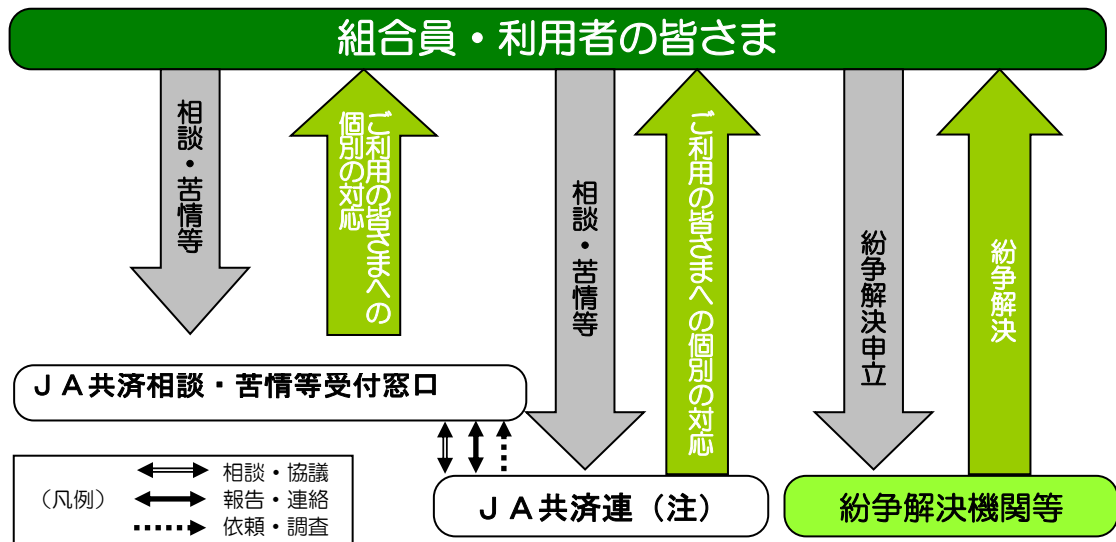 組合員・利用者の皆さま
相談・苦情等
ご利用の皆さまへの
個別の対応
相談・苦情等
ご利用の皆さまへの個別の対応
紛争解決申立
紛争解決
JA共済相談・苦情等受付窓口
(凡例)
相談・協議
報告・連絡
依頼・調査
JA共済連(注)
紛争解決機関等